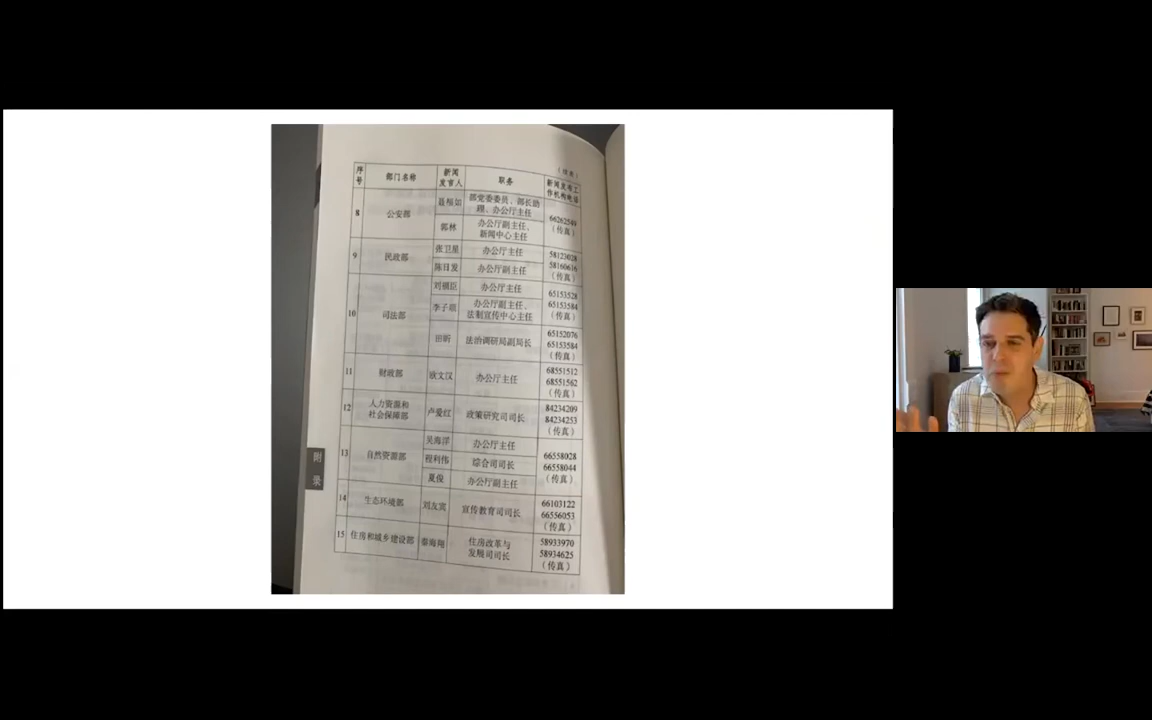 （续表）
序号
部门名称
新闻发言人
职务
新闻发布工作机构电话
8
公安部
聂福如
部党委委员、部长助
理、办公厅主任
郭林
办公厅副主任、
新闻中心主任
（传真）
9
民政部
张卫星
办公厅主任
陈日发
办公厅副主任
58123028
58160616
（传真）
10
司法部
办公厅主任
办公厅副主任、
法制宣传中心主任
65153528
65153584
（传真）
田昕
法治调研局副局长
65152076
65153584
（传真）
11
财政部
欧文汉
办公厅主任
68551512
68551562
（传真）
12
人力资源和
社会保障部
卢爱红
政策研究司司长
84234209
84234253
（传真）
13
自然资源部
吴海洋
办公厅主任
程利伟
综合司司长
夏俊
办公厅副主任
66558028
66558044
（传真）
14
生态环境部
刘友宾
宣传教育司司长
66103122
66556053
（传真）
15
住房和城乡建设部
秦海翔
住房改革与
发展司司长
58933970
58934625
（传真）
附录